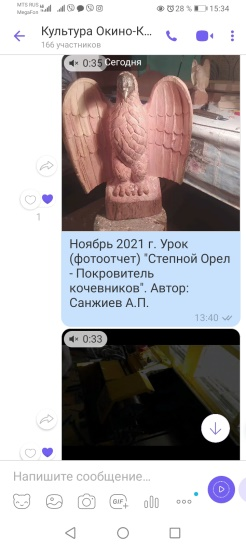 MTS RUS
MegaFon
28 % 15:34
Культура Окино-К...
166 участников
0:35
Сегодня
1
Ноябрь 2021 г. Урок
(фотоотчет) "Степной Орел
- Покровитель
кочевников". Автор:
Санжиев А.П.
13:40
0:33
Напишите сообщение...
GIF